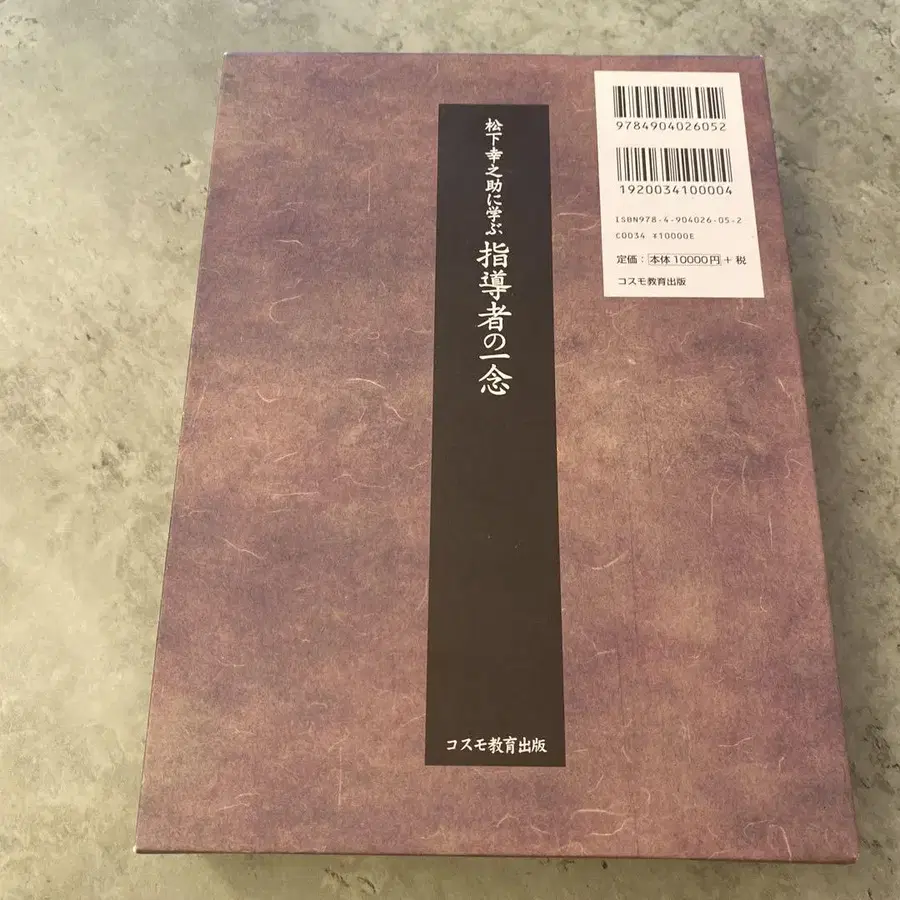 松下幸之助に学ぶ
指導者の一念
コスモ教育出版
9784904026052
1920034100004
ISBN978-4-904026-05-2
C0034 ¥10000E
定価：本体10000円＋税
コスモ教育出版